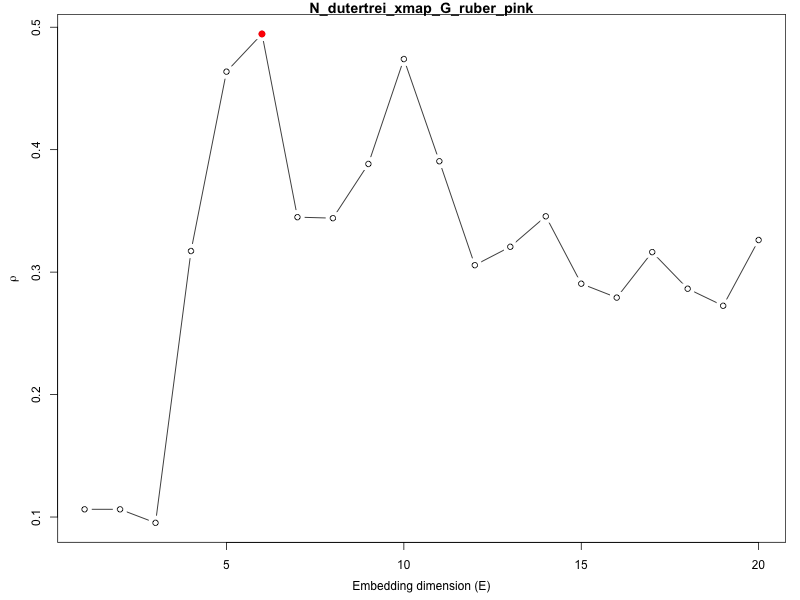 N_dutertrei_xmap_G_ruber_pink
0.5
0.4
0.3
ρ
0.2
0.1
5 10 15 20
Embedding dimension (E)